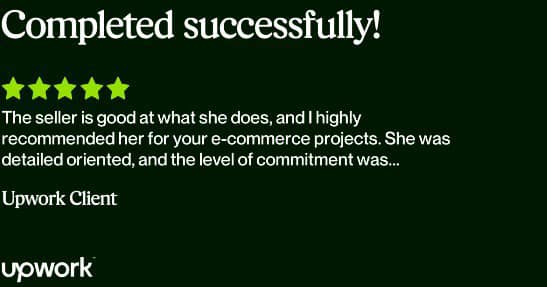 Completed successfully!
The seller is good at what she does, and I highly
recommended her for your e-commerce projects. She was
detailed oriented, and the level of commitment was...
Upwork Client
upwork